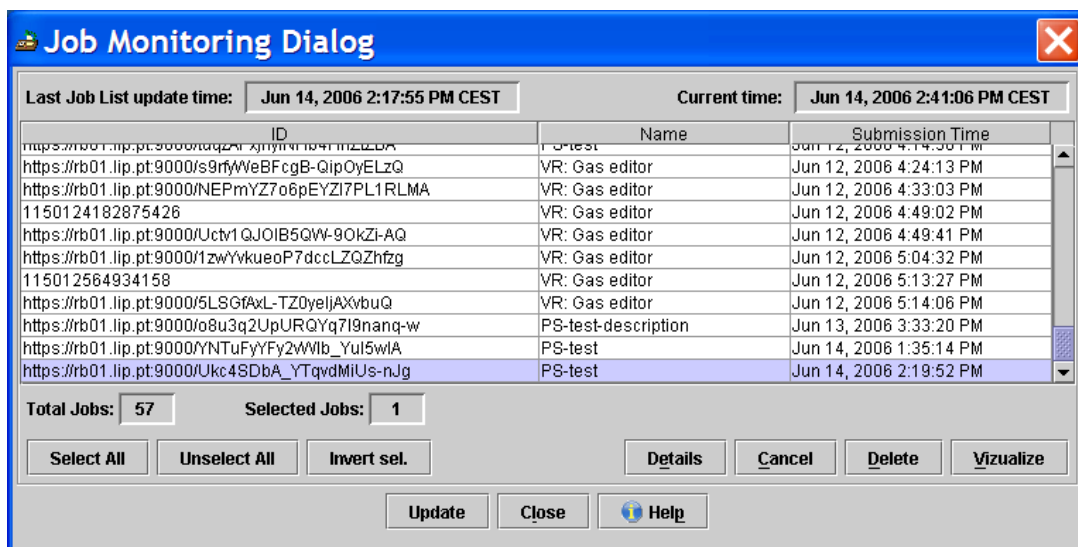 Job Monitoring Dialog
Last Job List update time: Jun 14, 2006 2:17:55 PM CEST Current time: Jun 14, 2006 2:41:06 PM CEST
ID Name Submission Time
https://rb01.lip.pt:9000/s9rfyWeBFcgB-QipOyELzQ VR: Gas editor Jun 12, 2006 4:24:13 PM
https://rb01.lip.pt:9000/NEPmYZ7o6pEYZl7PL1RLMA VR: Gas editor Jun 12, 2006 4:33:03 PM
1150124182875426 VR: Gas editor Jun 12, 2006 4:49:02 PM
https://rb01.lip.pt:9000/Uctv1QJOIB5QW-9OkZi-AQ VR: Gas editor Jun 12, 2006 4:49:41 PM
https://rb01.lip.pt:9000/1zwYvkueoP7dccLZQZhfzg VR: Gas editor Jun 12, 2006 5:04:32 PM
115012564934158 VR: Gas editor Jun 12, 2006 5:13:27 PM
https://rb01.lip.pt:9000/5LSGfAxL-TZ0yeljAXvbuQ VR: Gas editor Jun 12, 2006 5:14:06 PM
https://rb01.lip.pt:9000/o8u3q2UpURQYq7l9nanq-w PS-test-description Jun 13, 2006 3:33:20 PM
https://rb01.lip.pt:9000/YNTuFyYFy2WWlb_Yul5wlA PS-test Jun 14, 2006 1:35:14 PM
https://rb01.lip.pt:9000/Ukc4SDbA_YTqvdMiUs-nJg PS-test Jun 14, 2006 2:19:52 PM
Total Jobs: 57 Selected Jobs: 1
Select All Unselect All Invert sel. Details Cancel Delete Vizualize
Update Close Help